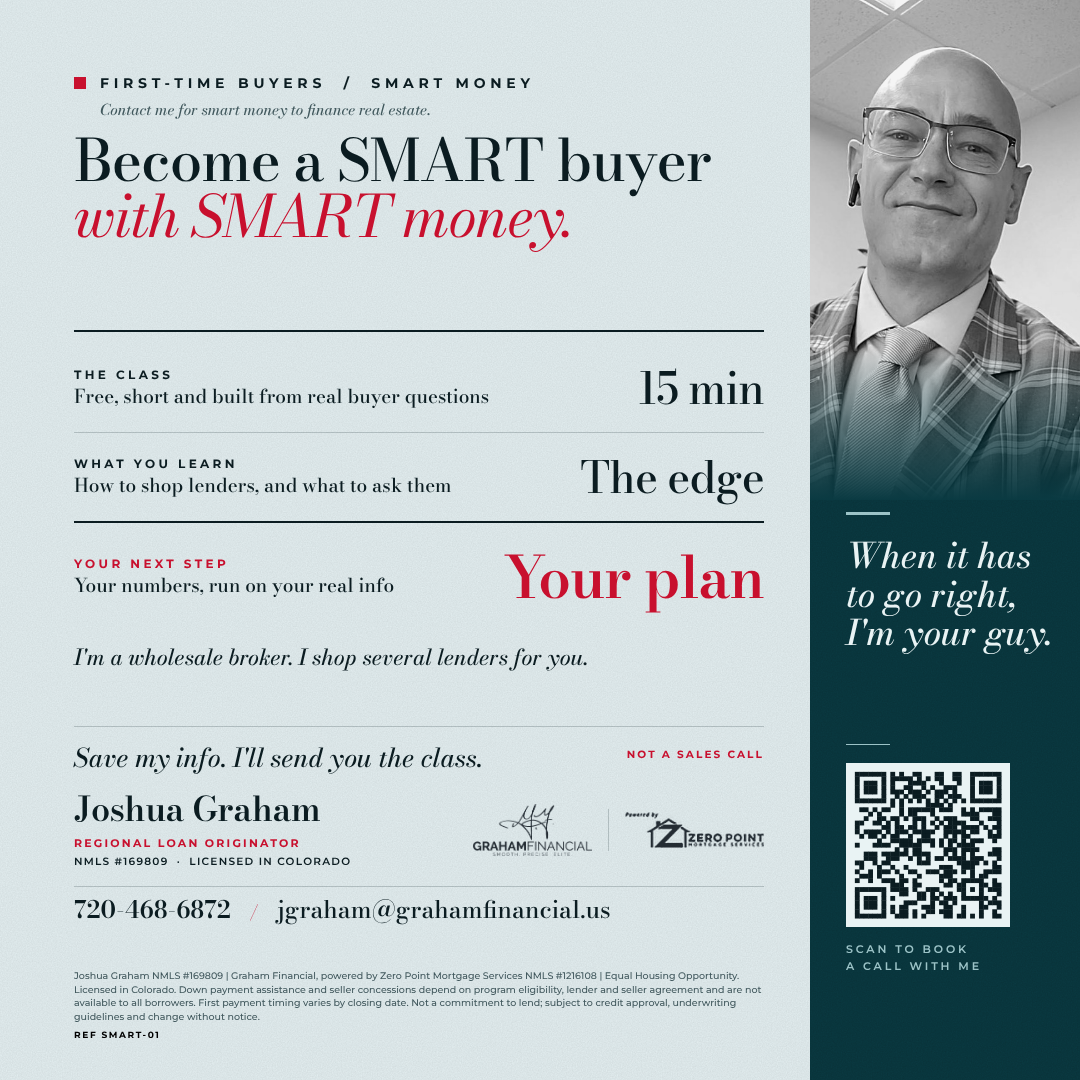 FIRST-TIME BUYERS / SMART MONEY
Contact me for smart money to finance real estate.
Become a SMART buyer
with SMART money.
THE CLASS
Free, short and built from real buyer questions
15 min
WHAT YOU LEARN
How to shop lenders, and what to ask them
The edge
YOUR NEXT STEP
Your numbers, run on your real info
Your plan
I'm a wholesale broker. I shop several lenders for you.
Save my info. I'll send you the class.
NOT A SALES CALL
Joshua Graham
REGIONAL LOAN ORIGINATOR
NMLS #169809 · LICENSED IN COLORADO
GRAHAMFINANCIAL
SMOOTH. PRECISE. ELITE.
Powered by
ZERO POINT
MORTGAGE SERVICES
720-468-6872 / jgraham@grahamfinancial.us
Joshua Graham NMLS #169809 | Graham Financial, powered by Zero Point Mortgage Services NMLS #1216108 | Equal Housing Opportunity.
Licensed in Colorado. Down payment assistance and seller concessions depend on program eligibility, lender and seller agreement and are not
available to all borrowers. First payment timing varies by closing date. Not a commitment to lend; subject to credit approval, underwriting
guidelines and change without notice.
REF SMART-01
When it has
to go right,
I'm your guy.
SCAN TO BOOK
A CALL WITH ME